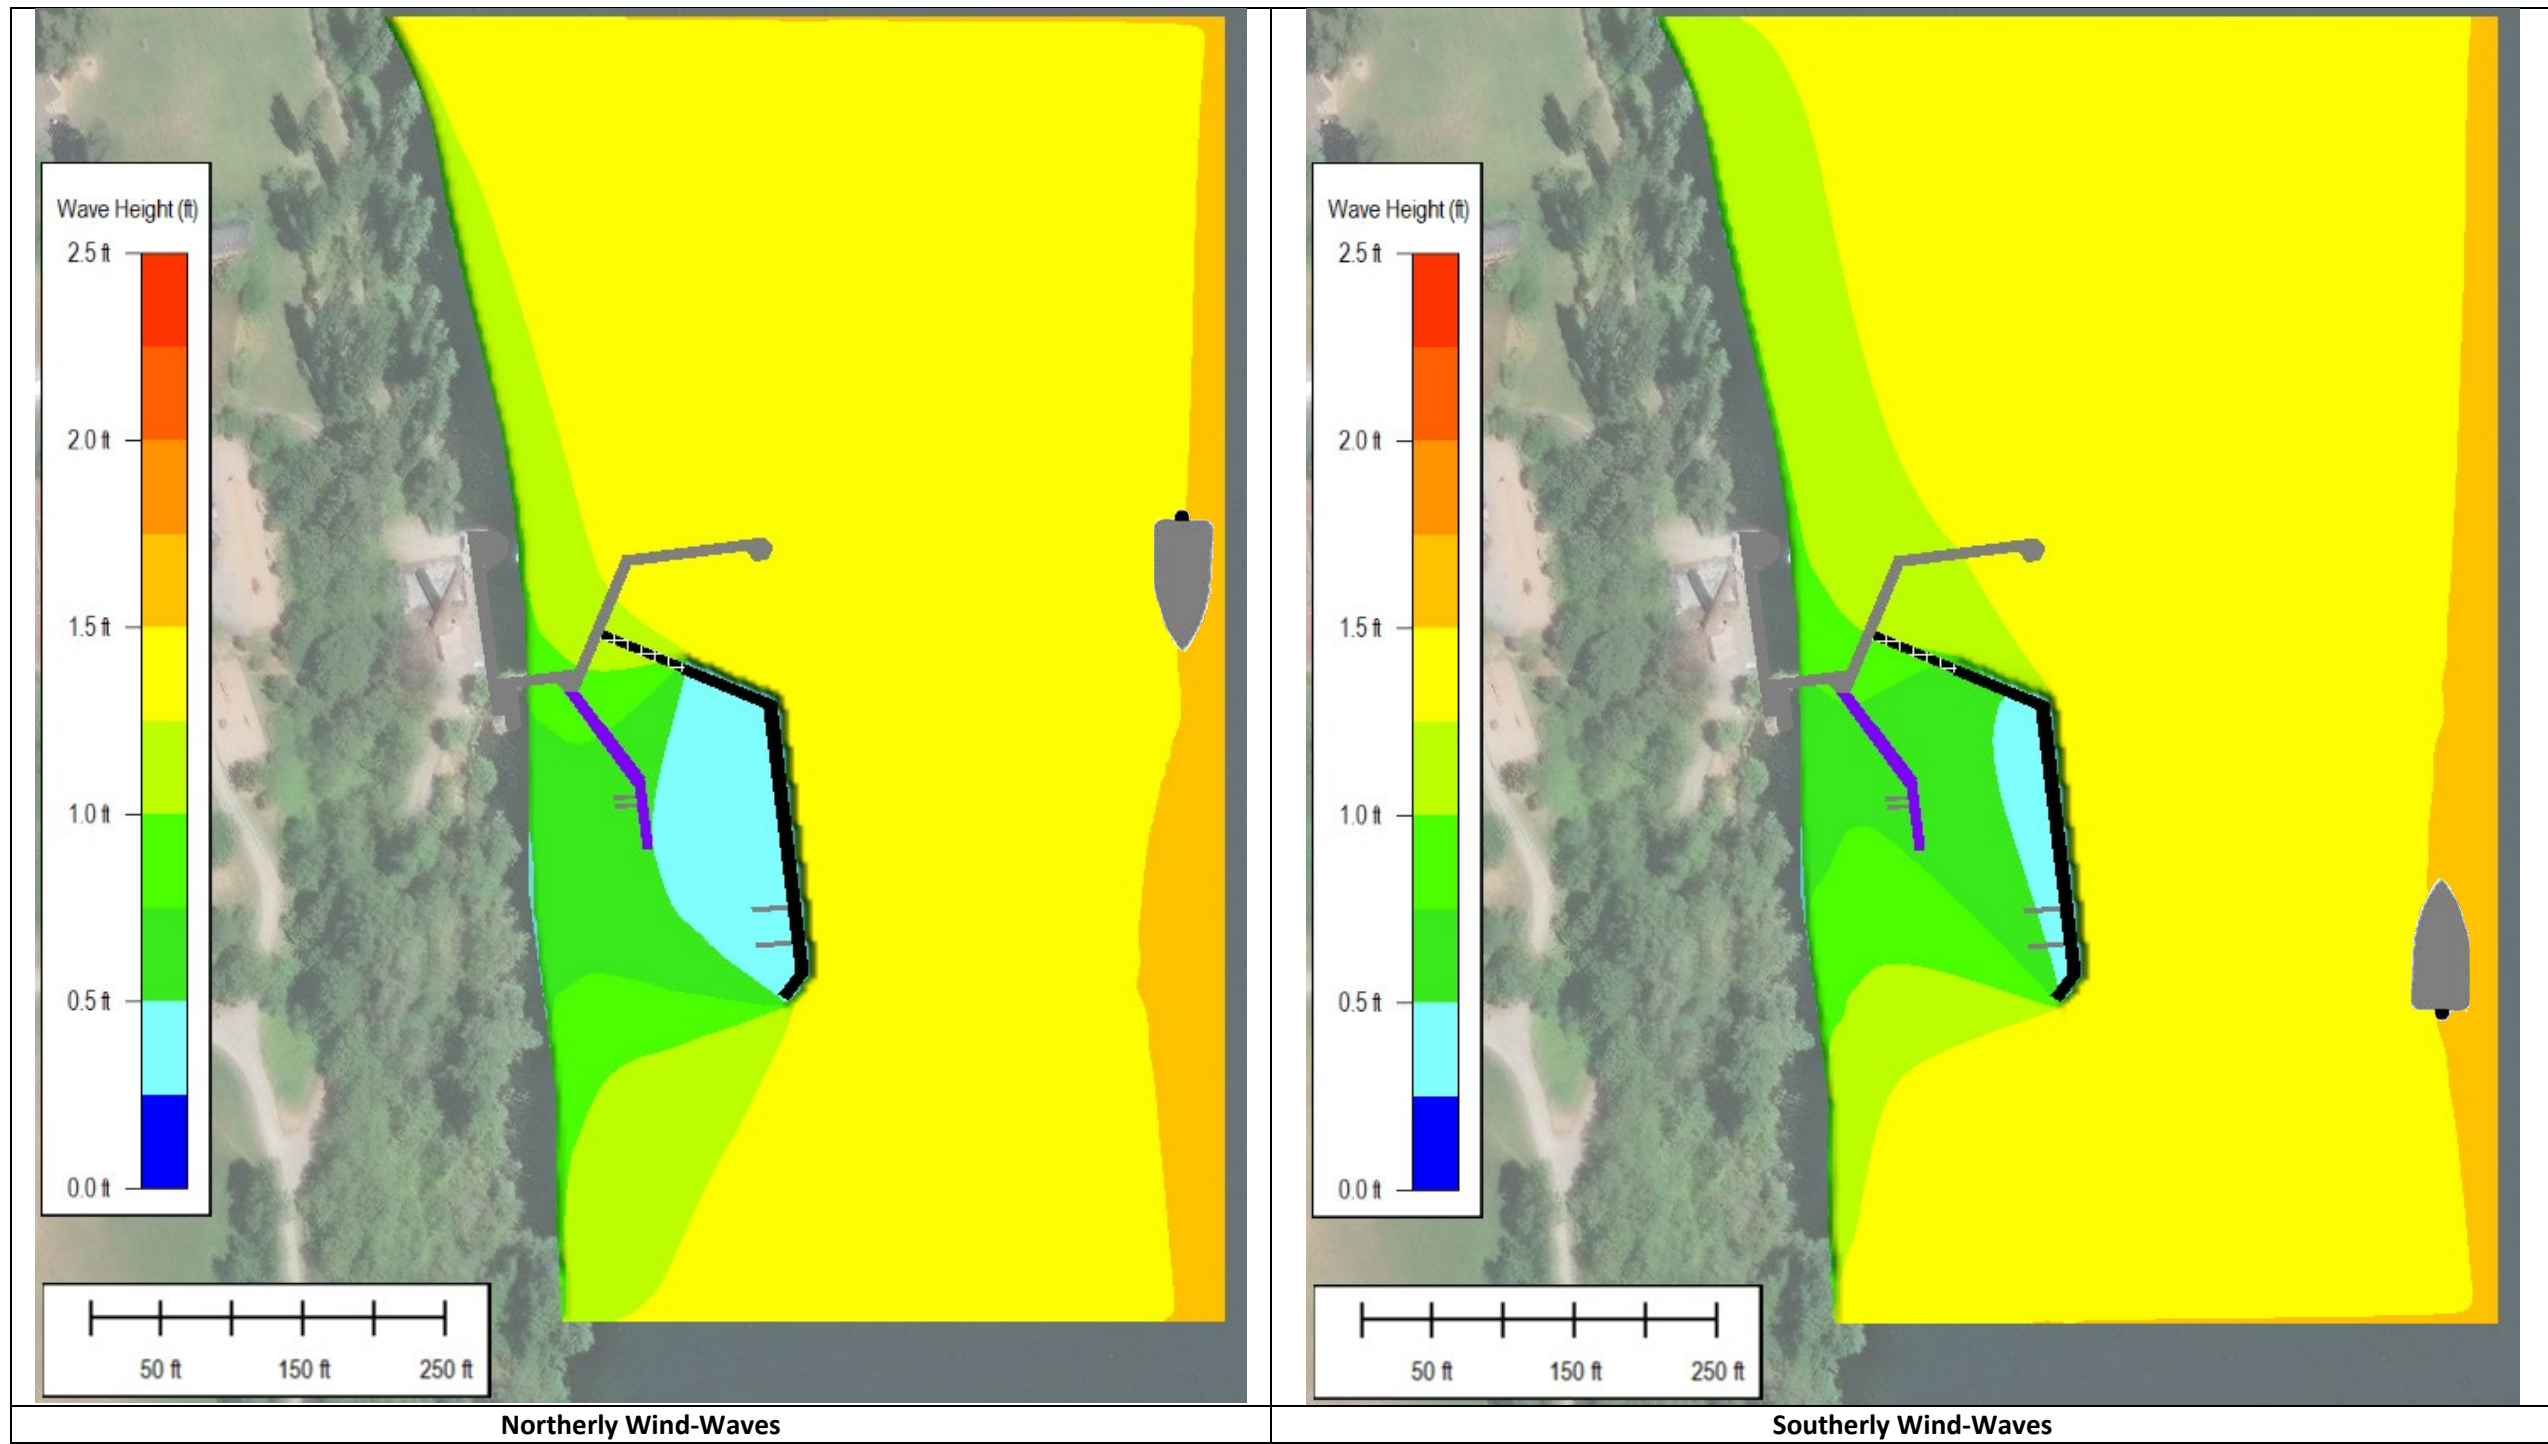 Wave Height (ft)
2.5 ft
2.0 ft
1.5 ft
1.0 ft
0.5 ft
0.0 ft
50 ft 150 ft 250 ft
Northerly Wind-Waves
Wave Height (ft)
2.5 ft
2.0 ft
1.5 ft
1.0 ft
0.5 ft
0.0 ft
50 ft 150 ft 250 ft
Southerly Wind-Waves